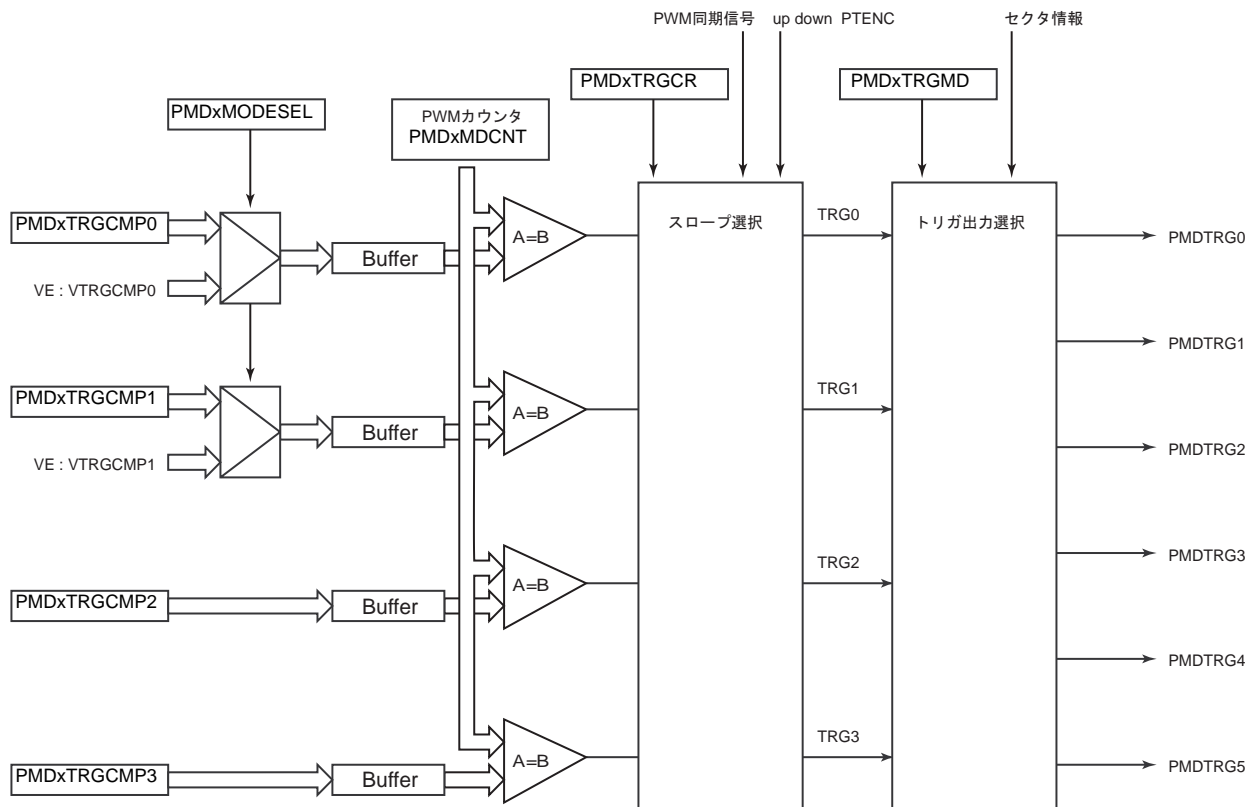 PWM同期信号
up down PTENC
セクタ情報
PMDxTRGCR
PMDxTRGMD
PMDxMODESEL
PWMカウンタ
PMDxMDCNT
PMDxTRGCMP0
VE : VTRGCMP0
Buffer
A=B
スロープ選択
TRG0
トリガ出力選択
PMDTRG0
PMDTRG1
PMDxTRGCMP1
VE : VTRGCMP1
Buffer
A=B
TRG1
PMDTRG2
PMDxTRGCMP2
Buffer
A=B
TRG2
PMDTRG3
PMDTRG4
PMDxTRGCMP3
Buffer
A=B
TRG3
PMDTRG5